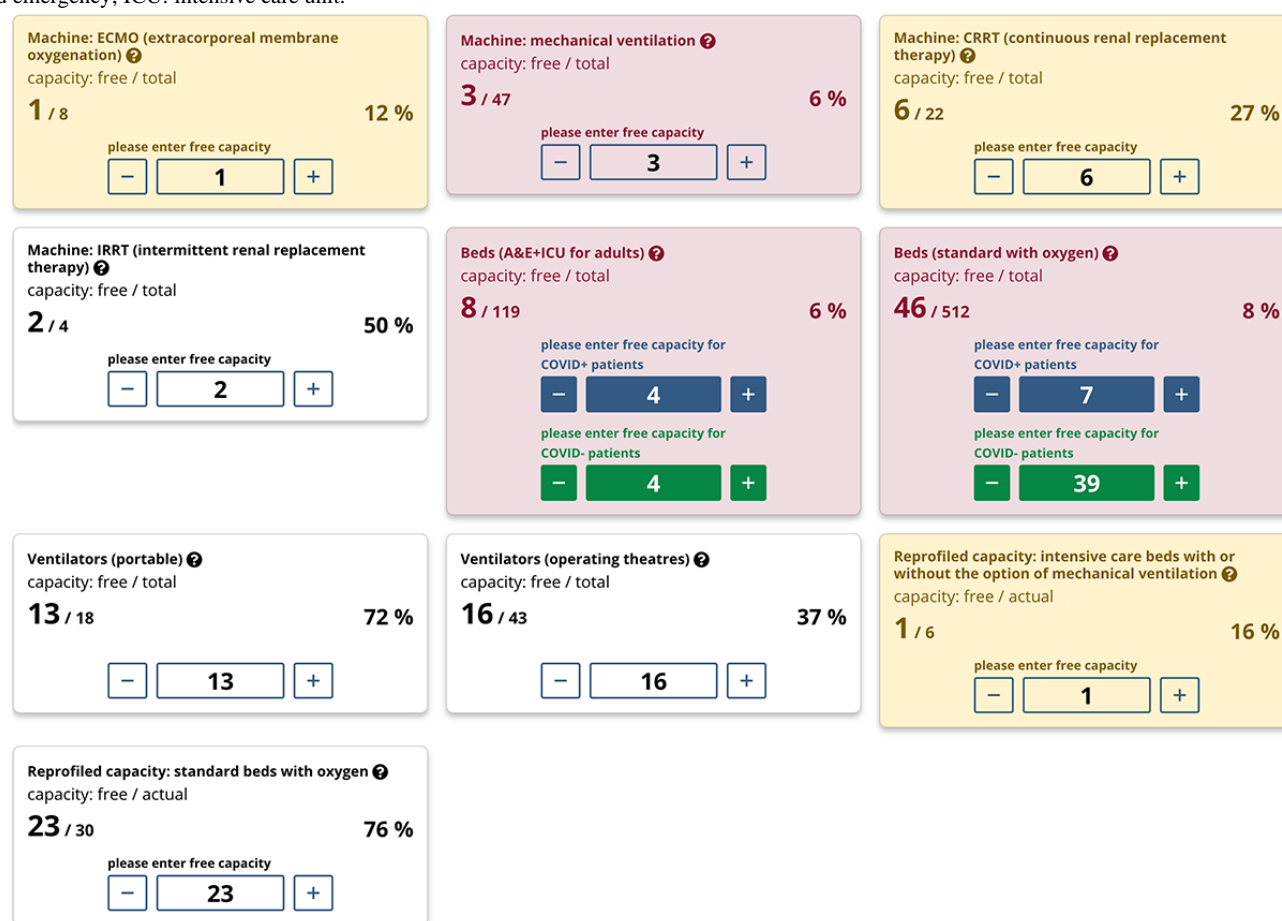 d emergency; ICU: intensive care unit.
Machine: ECMO (extracorporeal membrane
oxygenation) ?
capacity: free / total
1 / 8 12 %
please enter free capacity
− 1 +
Machine: mechanical ventilation ?
capacity: free / total
3 / 47 6 %
please enter free capacity
− 3 +
Machine: CRRT (continuous renal replacement
therapy) ?
capacity: free / total
6 / 22 27 %
please enter free capacity
− 6 +
Machine: IRRT (intermittent renal replacement
therapy) ?
capacity: free / total
2 / 4 50 %
please enter free capacity
− 2 +
Beds (A&E+ICU for adults) ?
capacity: free / total
8 / 119 6 %
please enter free capacity for
COVID+ patients
− 4 +
please enter free capacity for
COVID- patients
− 4 +
Beds (standard with oxygen) ?
capacity: free / total
46 / 512 8 %
please enter free capacity for
COVID+ patients
− 7 +
please enter free capacity for
COVID- patients
− 39 +
Ventilators (portable) ?
capacity: free / total
13 / 18 72 %
− 13 +
Ventilators (operating theatres) ?
capacity: free / total
16 / 43 37 %
− 16 +
Reprofiled capacity: intensive care beds with or
without the option of mechanical ventilation ?
capacity: free / actual
1 / 6 16 %
please enter free capacity
− 1 +
Reprofiled capacity: standard beds with oxygen ?
capacity: free / actual
23 / 30 76 %
please enter free capacity
− 23 +